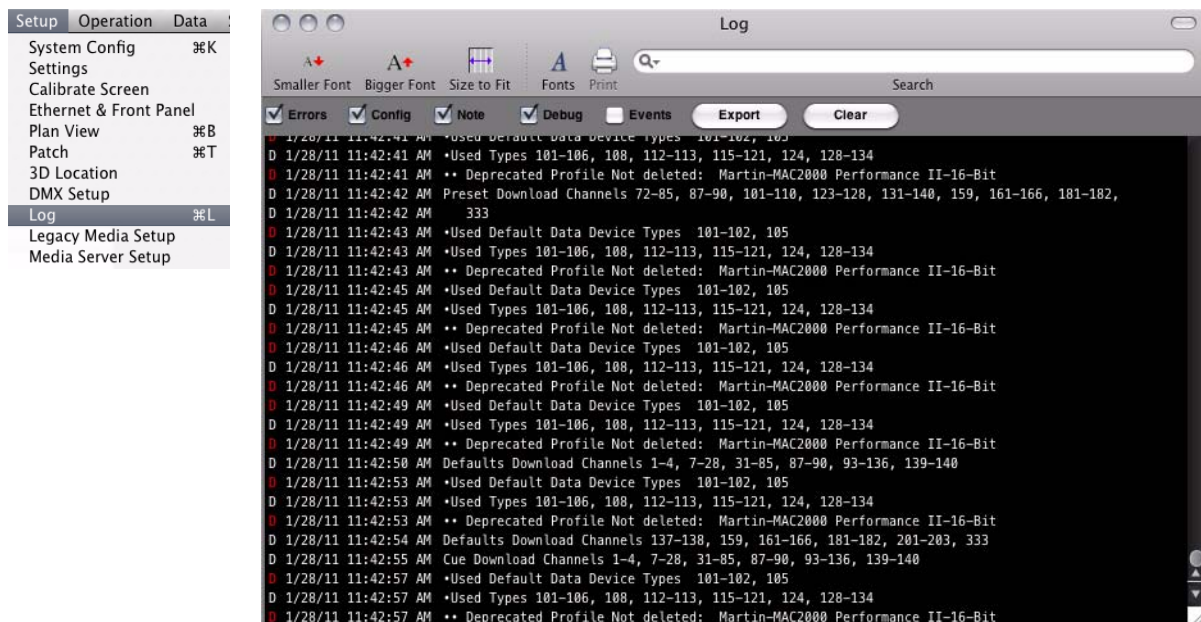 Setup Operation Data
System Config ⌘K
Settings
Calibrate Screen
Ethernet & Front Panel
Plan View ⌘B
Patch ⌘T
3D Location
DMX Setup
Log ⌘L
Legacy Media Setup
Media Server Setup
Log
Smaller Font Bigger Font Size to Fit Fonts Print Search
Errors Config Note Debug Events Export Clear
D 1/28/11 11:42:41 AM •Used Default Data Device Types 101-102, 105
D 1/28/11 11:42:41 AM •Used Types 101-106, 108, 112-113, 115-121, 124, 128-134
D 1/28/11 11:42:41 AM •• Deprecated Profile Not deleted: Martin-MAC2000 Performance II-16-Bit
D 1/28/11 11:42:42 AM Preset Download Channels 72-85, 87-90, 101-110, 123-128, 131-140, 159, 161-166, 181-182,
D 1/28/11 11:42:42 AM 333
D 1/28/11 11:42:43 AM •Used Default Data Device Types 101-102, 105
D 1/28/11 11:42:43 AM •Used Types 101-106, 108, 112-113, 115-121, 124, 128-134
D 1/28/11 11:42:43 AM •• Deprecated Profile Not deleted: Martin-MAC2000 Performance II-16-Bit
D 1/28/11 11:42:45 AM •Used Default Data Device Types 101-102, 105
D 1/28/11 11:42:45 AM •Used Types 101-106, 108, 112-113, 115-121, 124, 128-134
D 1/28/11 11:42:45 AM •• Deprecated Profile Not deleted: Martin-MAC2000 Performance II-16-Bit
D 1/28/11 11:42:46 AM •Used Default Data Device Types 101-102, 105
D 1/28/11 11:42:46 AM •Used Types 101-106, 108, 112-113, 115-121, 124, 128-134
D 1/28/11 11:42:46 AM •• Deprecated Profile Not deleted: Martin-MAC2000 Performance II-16-Bit
D 1/28/11 11:42:49 AM •Used Default Data Device Types 101-102, 105
D 1/28/11 11:42:49 AM •Used Types 101-106, 108, 112-113, 115-121, 124, 128-134
D 1/28/11 11:42:49 AM •• Deprecated Profile Not deleted: Martin-MAC2000 Performance II-16-Bit
D 1/28/11 11:42:50 AM Defaults Download Channels 1-4, 7-28, 31-85, 87-90, 93-136, 139-140
D 1/28/11 11:42:53 AM •Used Default Data Device Types 101-102, 105
D 1/28/11 11:42:53 AM •Used Types 101-106, 108, 112-113, 115-121, 124, 128-134
D 1/28/11 11:42:53 AM •• Deprecated Profile Not deleted: Martin-MAC2000 Performance II-16-Bit
D 1/28/11 11:42:54 AM Defaults Download Channels 137-138, 159, 161-166, 181-182, 201-203, 333
D 1/28/11 11:42:55 AM Cue Download Channels 1-4, 7-28, 31-85, 87-90, 93-136, 139-140
D 1/28/11 11:42:57 AM •Used Default Data Device Types 101-102, 105
D 1/28/11 11:42:57 AM •Used Types 101-106, 108, 112-113, 115-121, 124, 128-134
D 1/28/11 11:42:57 AM •• Deprecated Profile Not deleted: Martin-MAC2000 Performance II-16-Bit